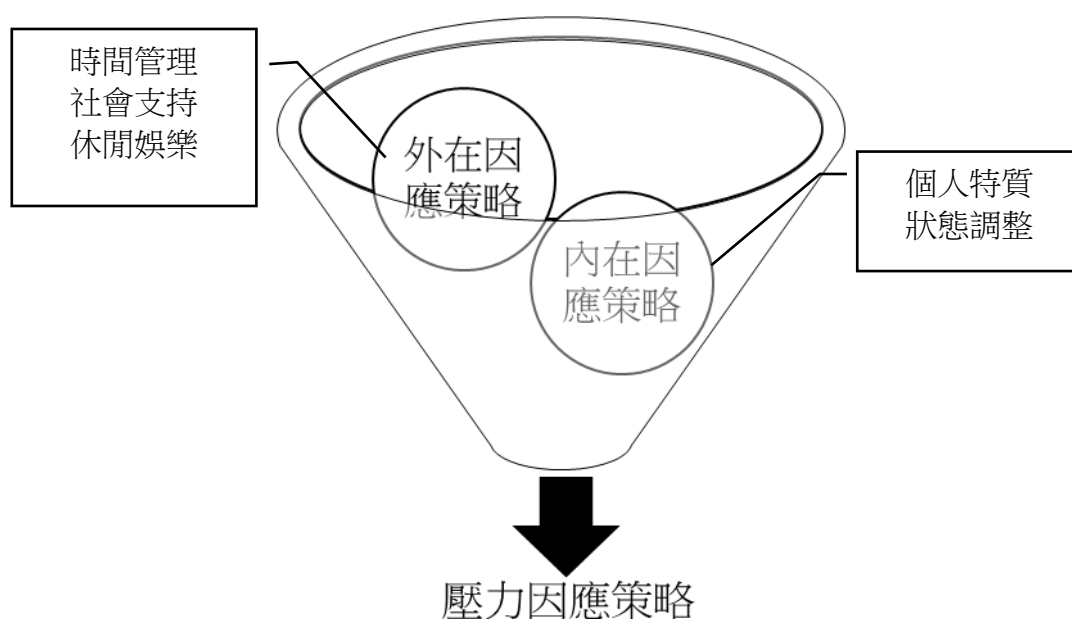 時間管理
社會支持
休閒娛樂
外在因
應策略
個人特質
狀態調整
內在因
應策略
壓力因應策略